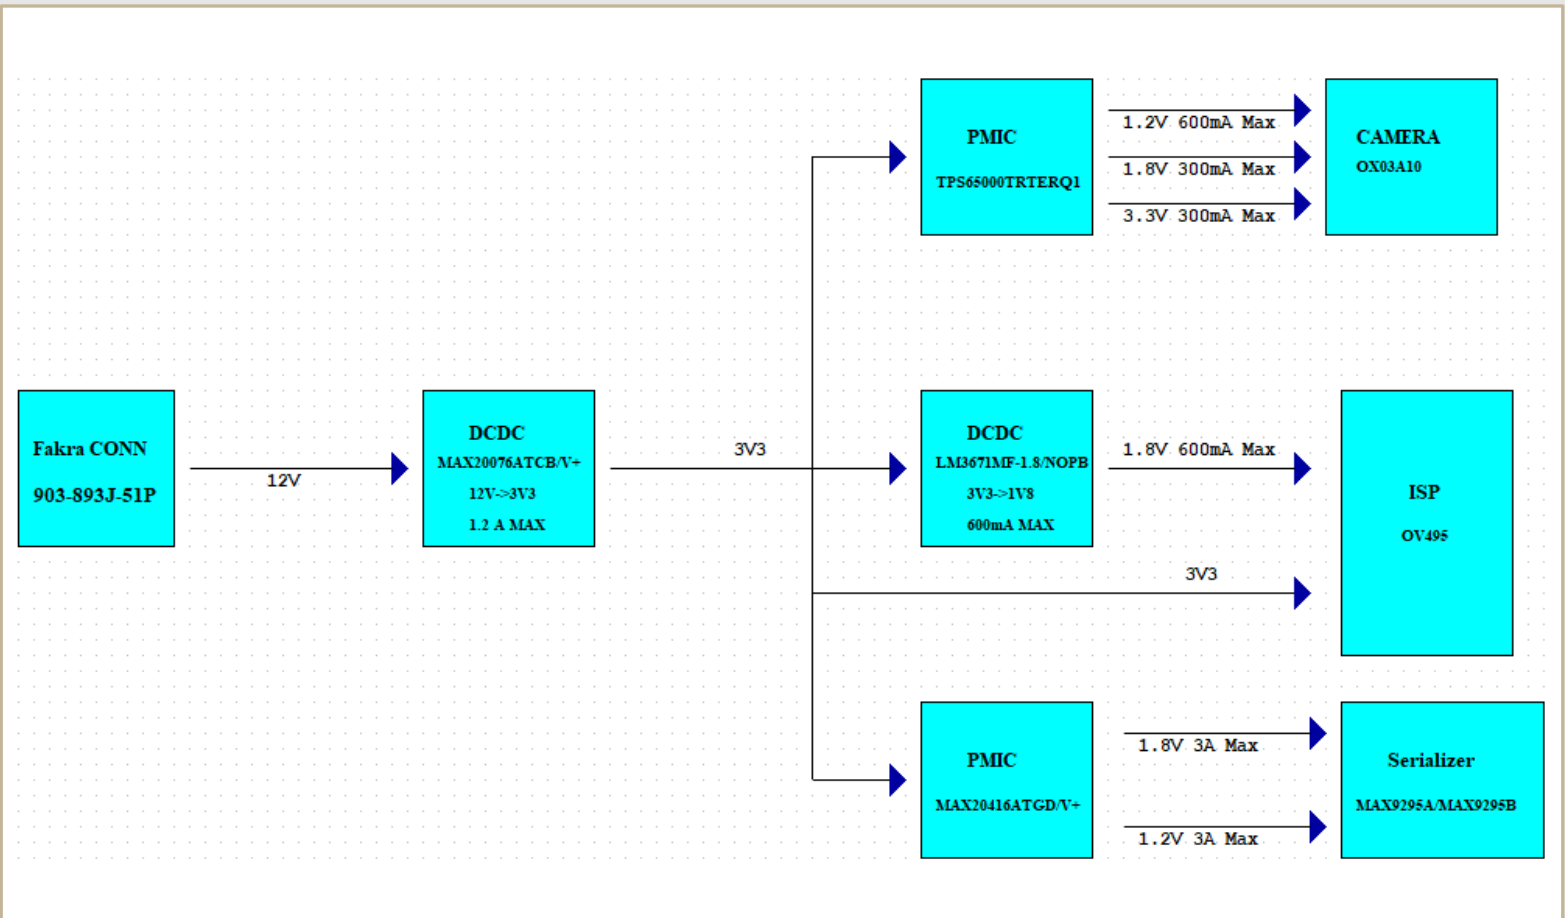 PMIC
TPS65000TRTERQ1
1.2V 600mA Max
1.8V 300mA Max
3.3V 300mA Max
CAMERA
OX03A10
Fakra CONN
903-893J-51P
12V
DCDC
MAX20076ATCB/V+
12V->3V3
1.2 A MAX
3V3
DCDC
LM3671MF-1.8/NOPB
3V3->1V8
600mA MAX
1.8V 600mA Max
3V3
ISP
OV495
PMIC
MAX20416ATGD/V+
1.8V 3A Max
1.2V 3A Max
Serializer
MAX9295A/MAX9295B